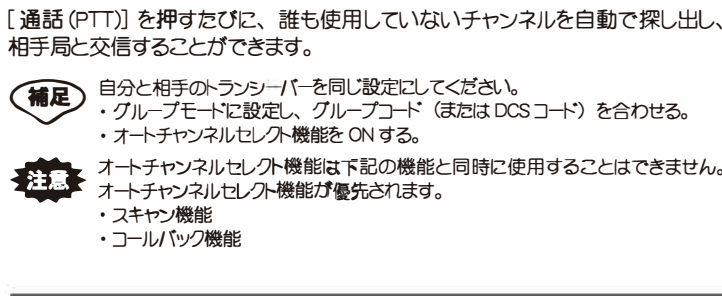 [ 通話 (PTT)] を押すたびに、誰も使用していないチャンネルを自動で探し出し、
相手局と交信することができます。
補足 自分と相手のトランシーバーを同じ設定にしてください。
・グループモードに設定し、グループコード（または DCS コード）を合わせる。
・オートチャンネルセレクト機能を ON する。
注意 オートチャンネルセレクト機能は下記の機能と同時に使用することはできません。
オートチャンネルセレクト機能が優先されます。
・スキャン機能
・コールバック機能